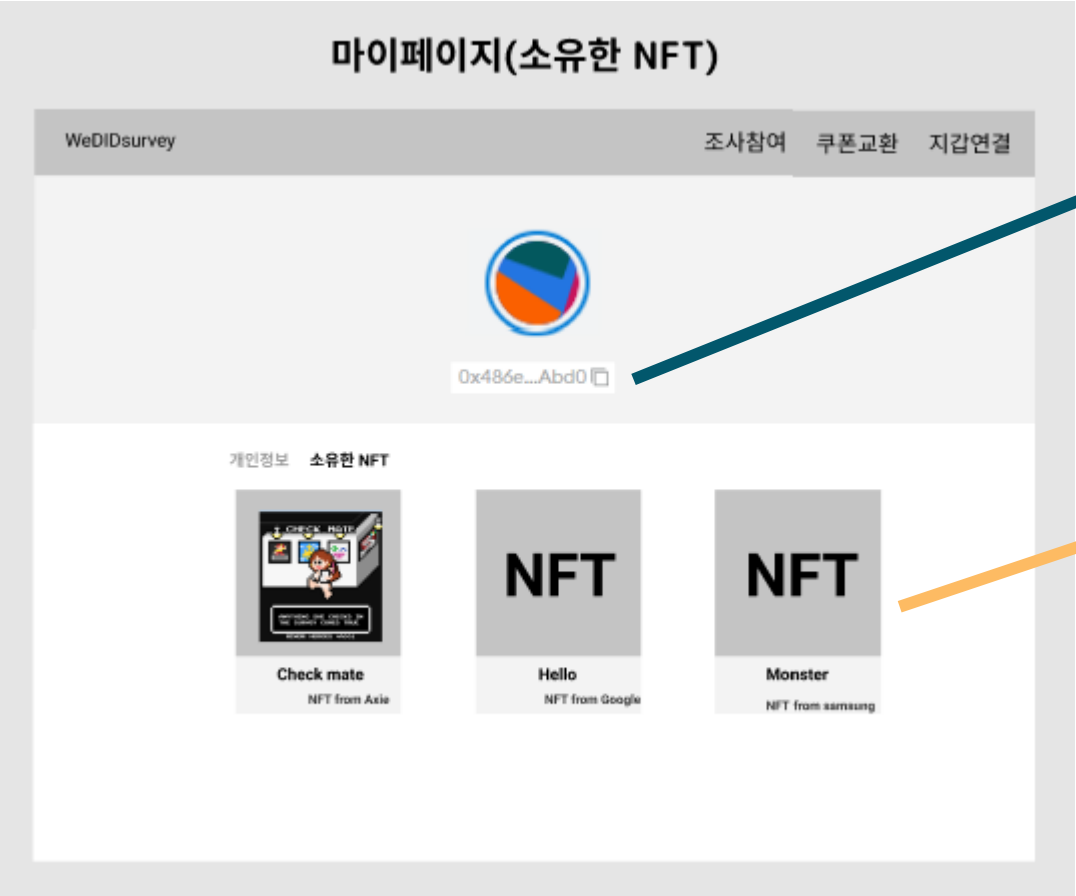 마이페이지(소유한 NFT)
WeDIDsurvey 조사참여 쿠폰교환 지갑연결
0x486e...Abd0
개인정보 소유한 NFT
I CHECK MATE
NFT
NFT
Check mate
NFT from Axie
Hello
NFT from Google
Monster
NFT from samsung